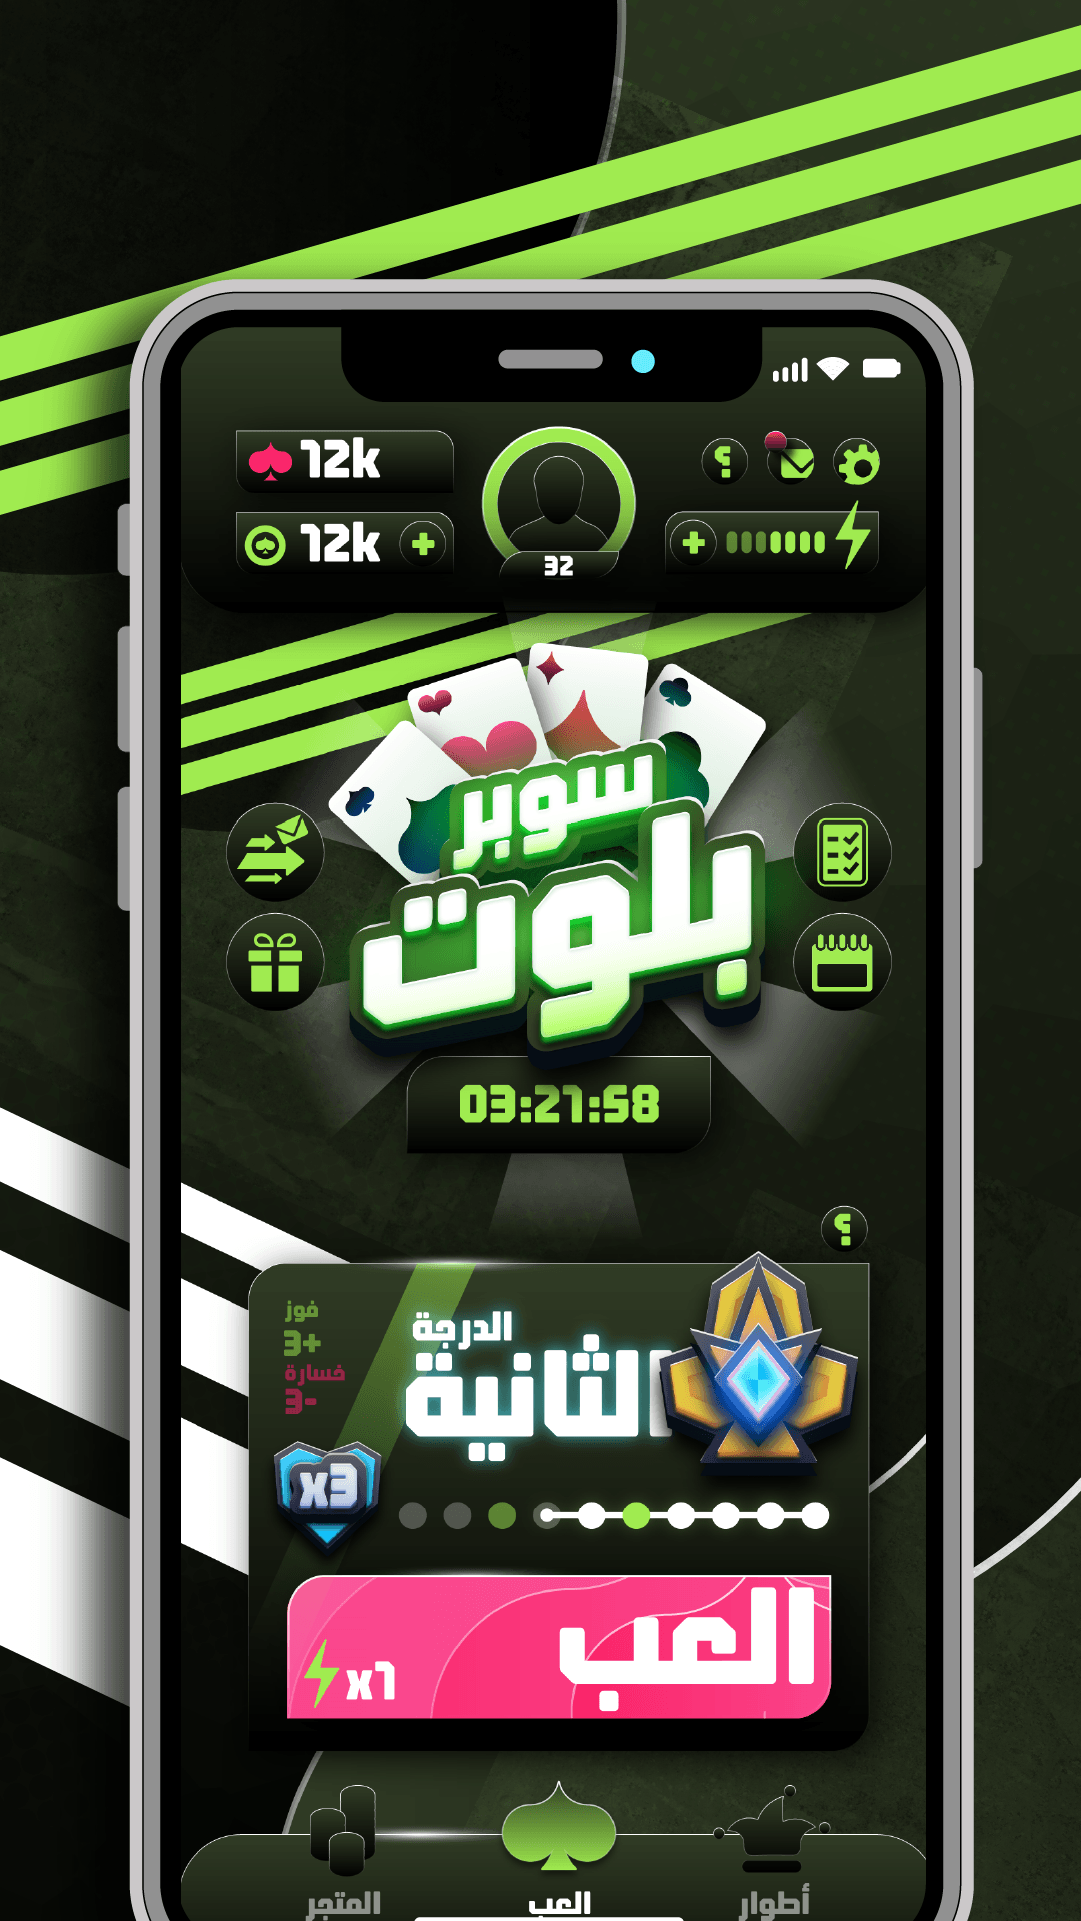 12k
12k
32
سوبر
بلوت
03:21:58
؟
؟
الدرجة
الثانية
فوز
3+
خسارة
3-
x3
العب
x1
أطوار
العب
المتجر